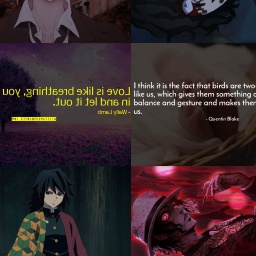 Love is like breathing, you
in and let it out.
- Wally Lamb
I think it is the fact that birds are two
like us, which gives them something
balance and gesture and makes
us.
- Quentin Blake